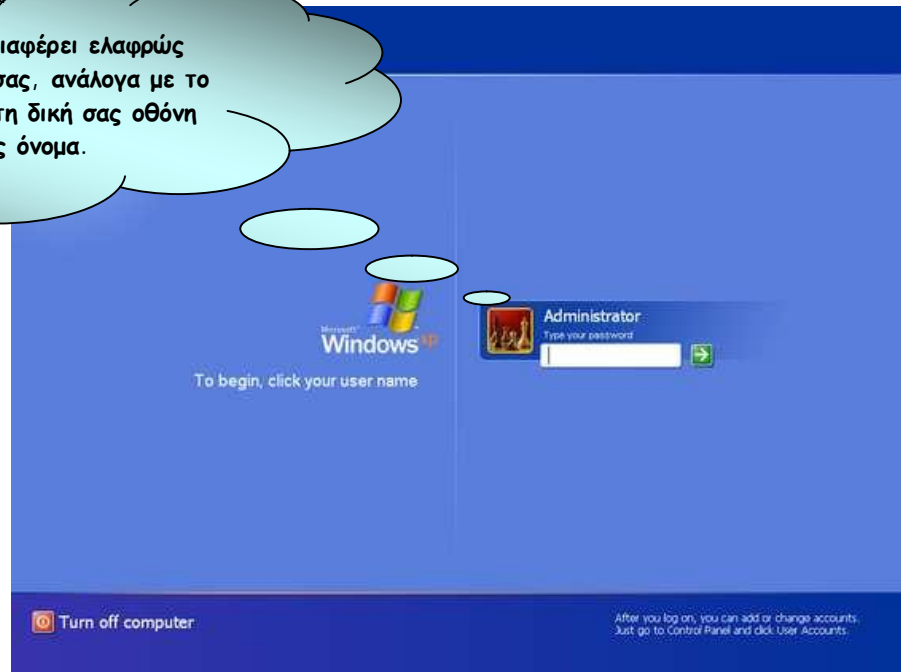 ιαφέρει ελαφρώς
σας, ανάλογα με το
τη δική σας οθόνη
ς όνομα.
Microsoft
Windows xp
To begin, click your user name
Administrator
Type your password
Turn off computer
After you log on, you can add or change accounts.
Just go to Control Panel and click User Accounts.